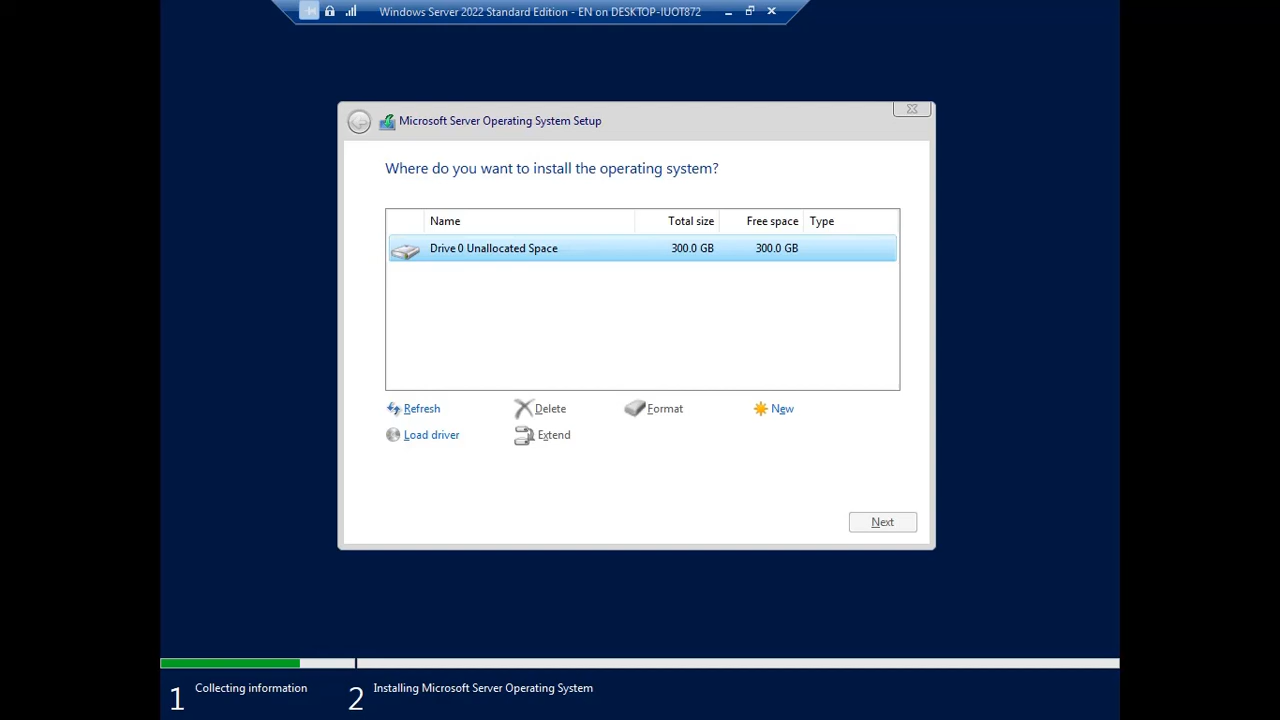 Windows Server 2022 Standard Edition - EN on DESKTOP-IUOT872
Microsoft Server Operating System Setup
Where do you want to install the operating system?
Name Total size Free space Type
Drive 0 Unallocated Space 300.0 GB 300.0 GB
Refresh Delete Format New
Load driver Extend
Next
1 Collecting information 2 Installing Microsoft Server Operating System